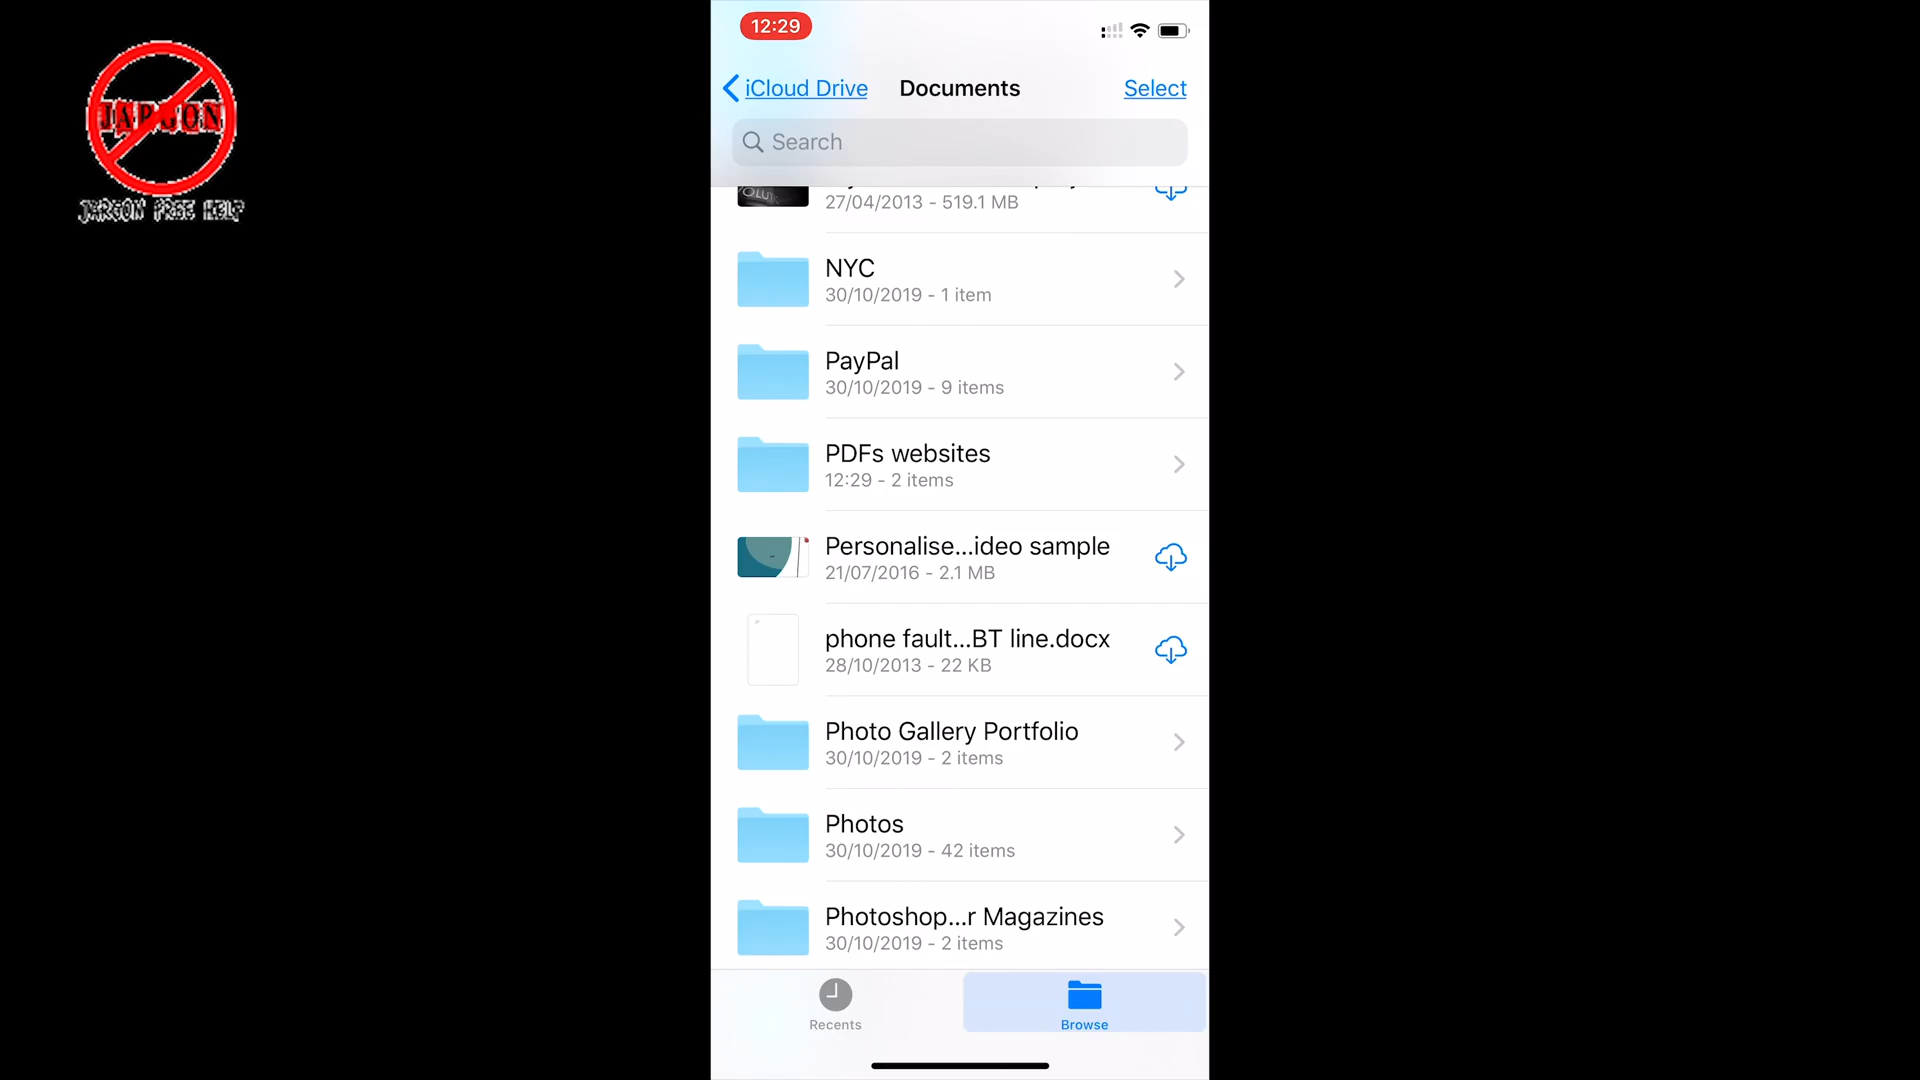 JARGON
JARGON FREE HELP
12:29
iCloud Drive
Documents
Select
Search
27/04/2013 - 519.1 MB
NYC
30/10/2019 - 1 item
PayPal
30/10/2019 - 9 items
PDFs websites
12:29 - 2 items
Personalise...ideo sample
21/07/2016 - 2.1 MB
phone fault...BT line.docx
28/10/2013 - 22 KB
Photo Gallery Portfolio
30/10/2019 - 2 items
Photos
30/10/2019 - 42 items
Photoshop...r Magazines
30/10/2019 - 2 items
Recents
Browse